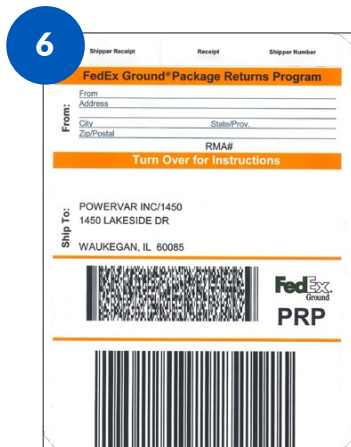 6
Shipper Receipt Receipt Shipper Number
FedEx Ground® Package Returns Program
From:
From
Address
City State/Prov.
Zip/Postal
RMA#
Turn Over for Instructions
Ship To:
POWERVAR INC/1450
1450 LAKESIDE DR
WAUKEGAN, IL 60085
FedEx.
Ground
PRP